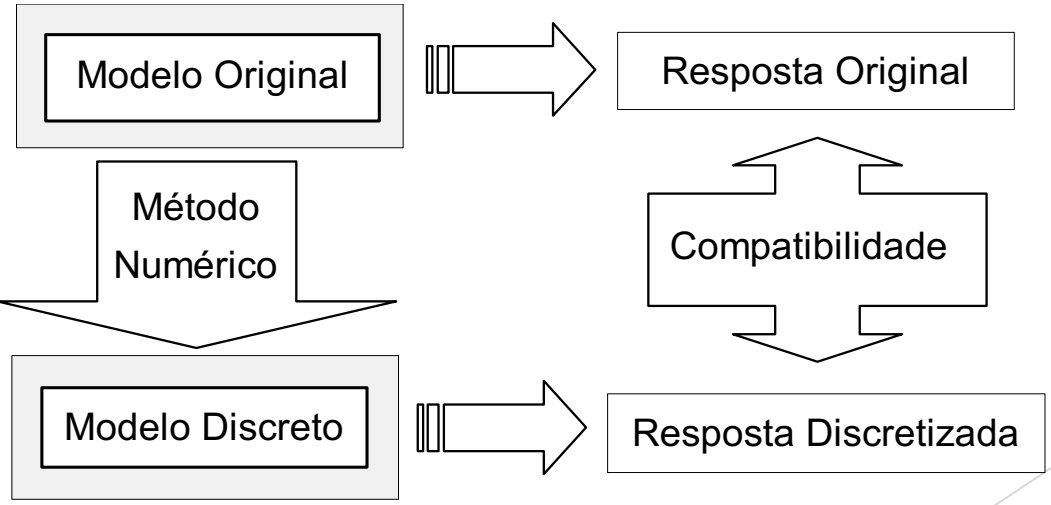 Modelo Original
Resposta Original
Método
Numérico
Compatibilidade
Modelo Discreto
Resposta Discretizada